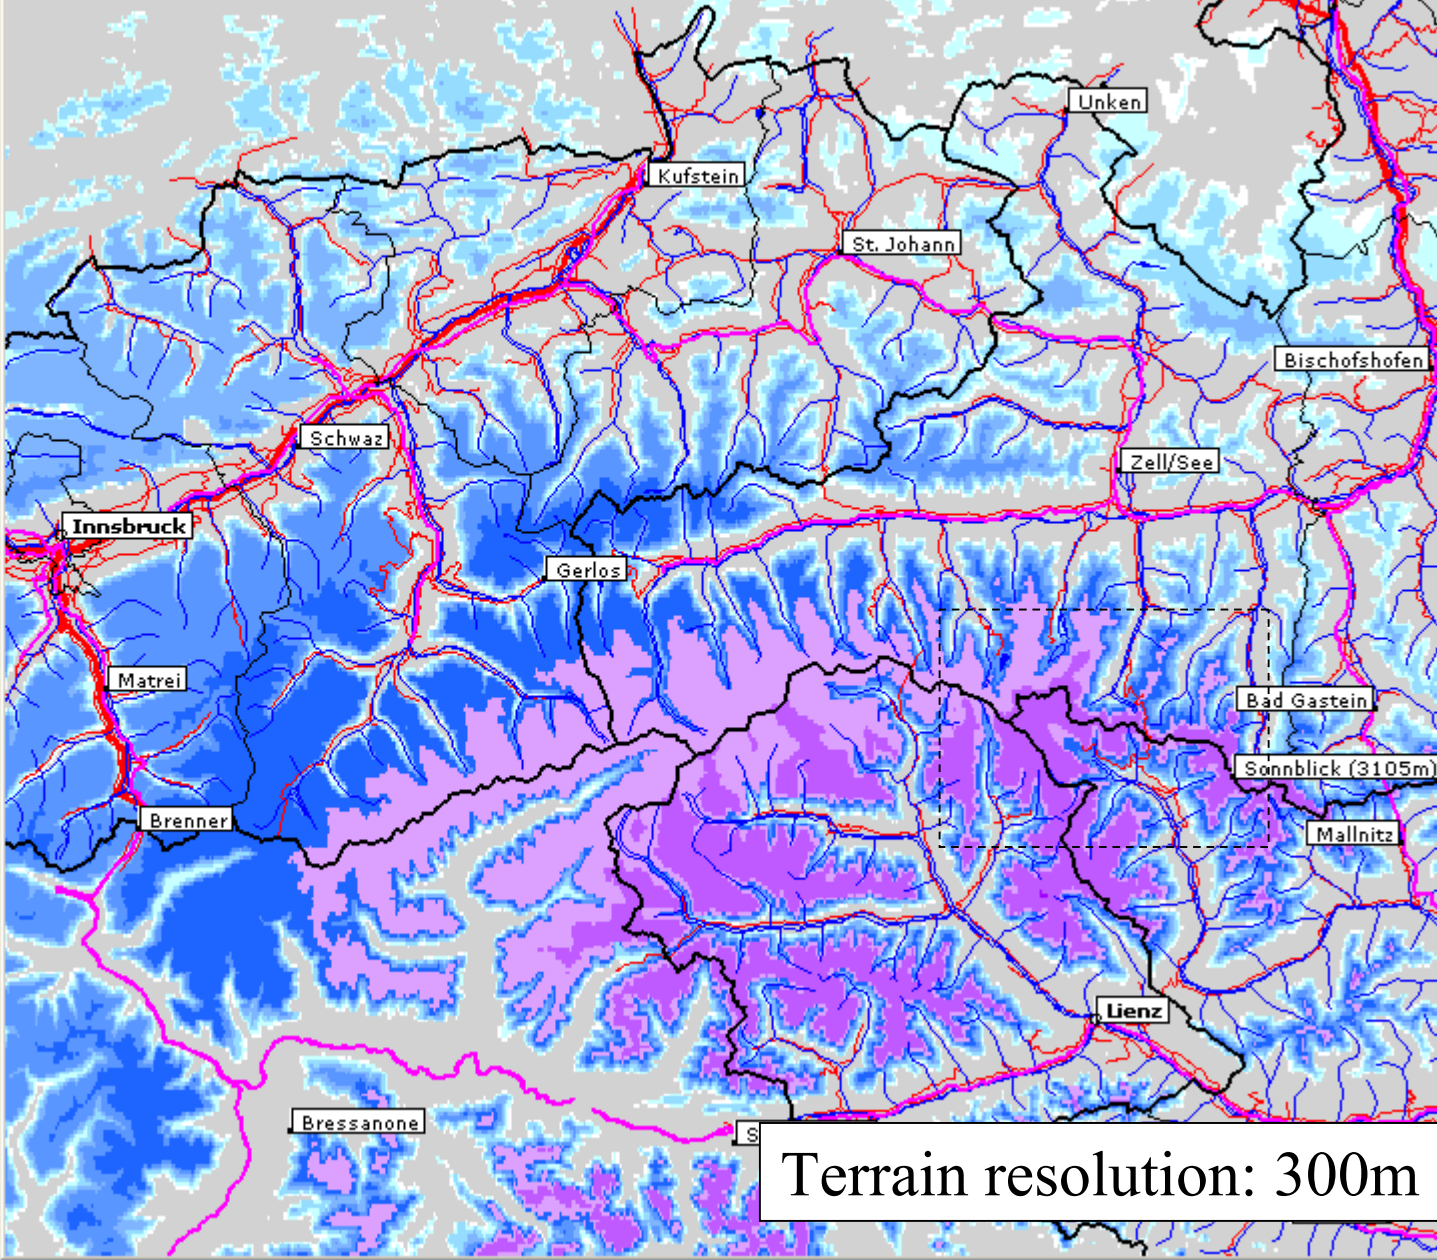 Unken
Kufstein
St. Johann
Bischofshofen
Schwaz
Zell/See
Innsbruck
Gerlos
Matrei
Bad Gastein
Sonnblick (3105m)
Brenner
Mallnitz
Lienz
Bressanone
S
Terrain resolution: 300m